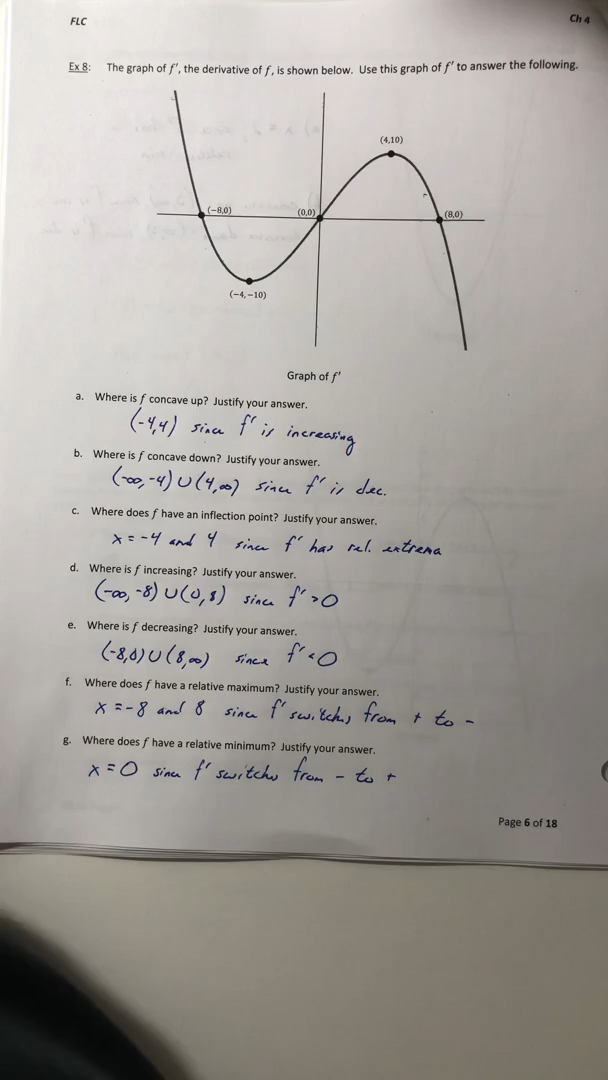 FLC Ch 4
Ex 8: The graph of f', the derivative of f, is shown below. Use this graph of f' to answer the following.
(4,10)
(−8,0) (0,0) (8,0)
(−4,−10)
Graph of f'
a. Where is f concave up? Justify your answer.
(-4,4) since f' is increasing
b. Where is f concave down? Justify your answer.
(-∞,-4) ∪ (4,∞) since f' is dec.
c. Where does f have an inflection point? Justify your answer.
x = -4 and 4 since f' has rel. extrema
d. Where is f increasing? Justify your answer.
(-∞,-8) ∪ (0,8) since f' > 0
e. Where is f decreasing? Justify your answer.
(-8,0) ∪ (8,∞) since f' < 0
f. Where does f have a relative maximum? Justify your answer.
x = -8 and 8 since f' switches from + to -
g. Where does f have a relative minimum? Justify your answer.
x = 0 since f' switches from - to +
Page 6 of 18